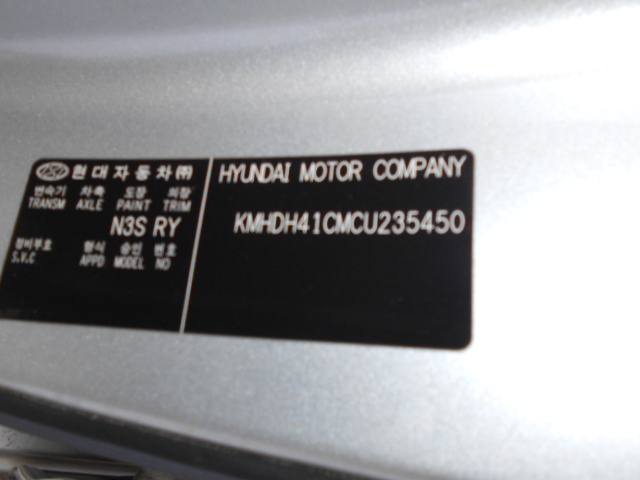 현대자동차㈜
변속기 차축 도장 의장
TRANSM AXLE PAINT TRIM
N3S RY
정비부호 형식 승인 번호
S.V.C APPD MODEL NO
HYUNDAI MOTOR COMPANY
KMHDH41CMCU235450